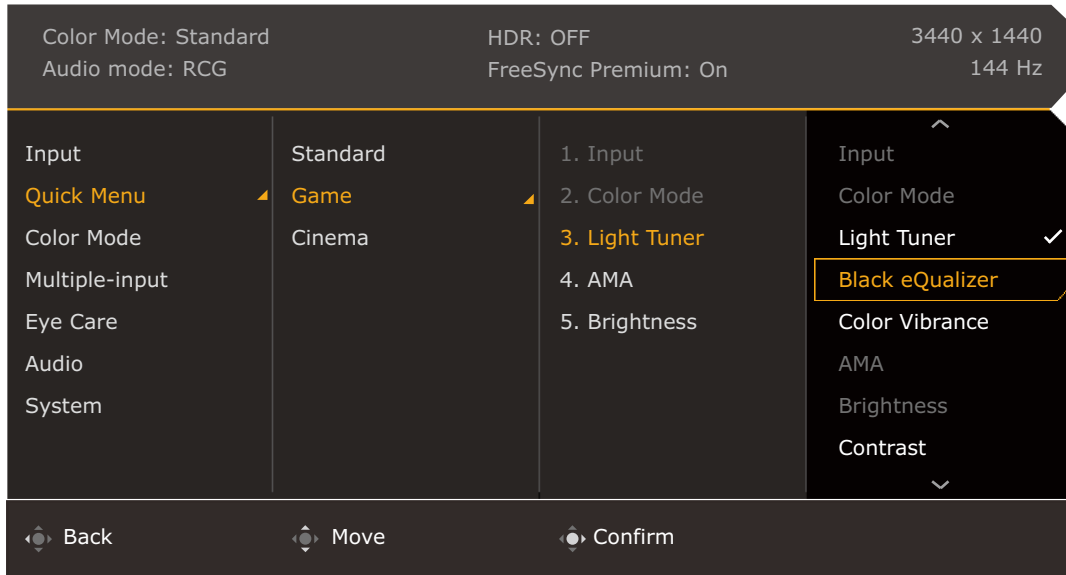 Color Mode: Standard
HDR: OFF
3440 x 1440
Audio mode: RCG
FreeSync Premium: On
144 Hz
Input
Quick Menu
Color Mode
Multiple-input
Eye Care
Audio
System
Standard
Game
Cinema
1. Input
2. Color Mode
3. Light Tuner
4. AMA
5. Brightness
Input
Color Mode
Light Tuner
Black eQualizer
Color Vibrance
AMA
Brightness
Contrast
Back
Move
Confirm